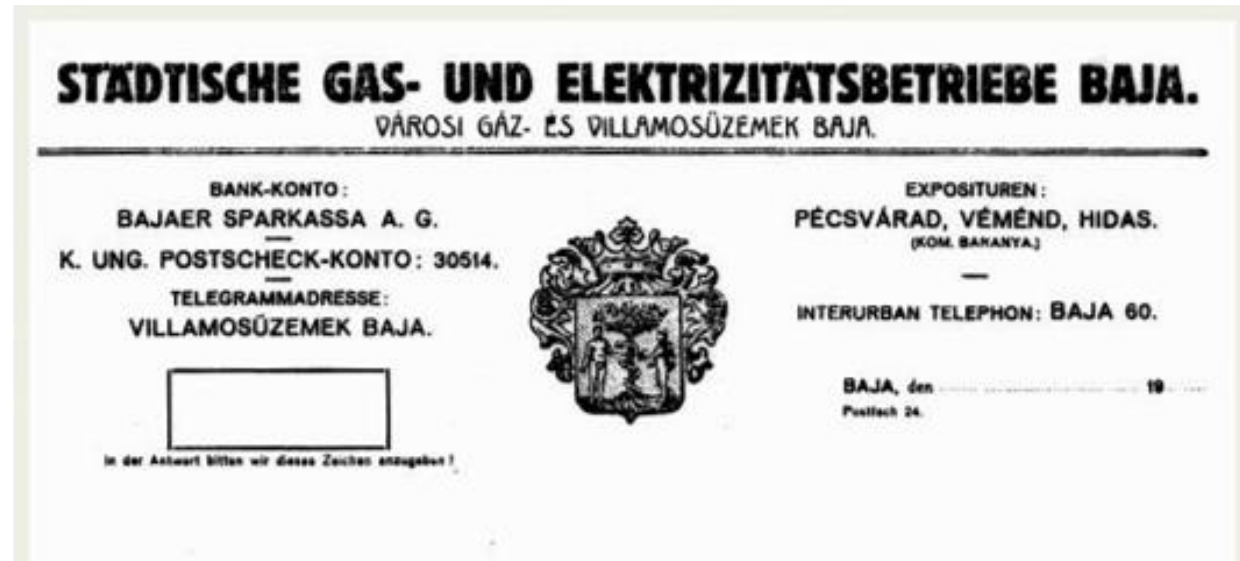 STÄDTISCHE GAS- UND ELEKTRIZITÄTSBETRIEBE BAJA.
VÁROSI GÁZ- ÉS VILLAMOSÜZEMEK BAJA.
BANK-KONTO:
BAJAER SPARKASSA A. G.
K. UNG. POSTSCHECK-KONTO: 30514.
TELEGRAMMADRESSE:
VILLAMOSÜZEMEK BAJA.
In der Antwort bitten wir dieses Zeichen anzugeben!
EXPOSITUREN:
PÉCSVÁRAD, VÉMÉND, HIDAS.
(KOM. BARANYA.)
INTERURBAN TELEPHON: BAJA 60.
BAJA, den 19
Postfach 24.